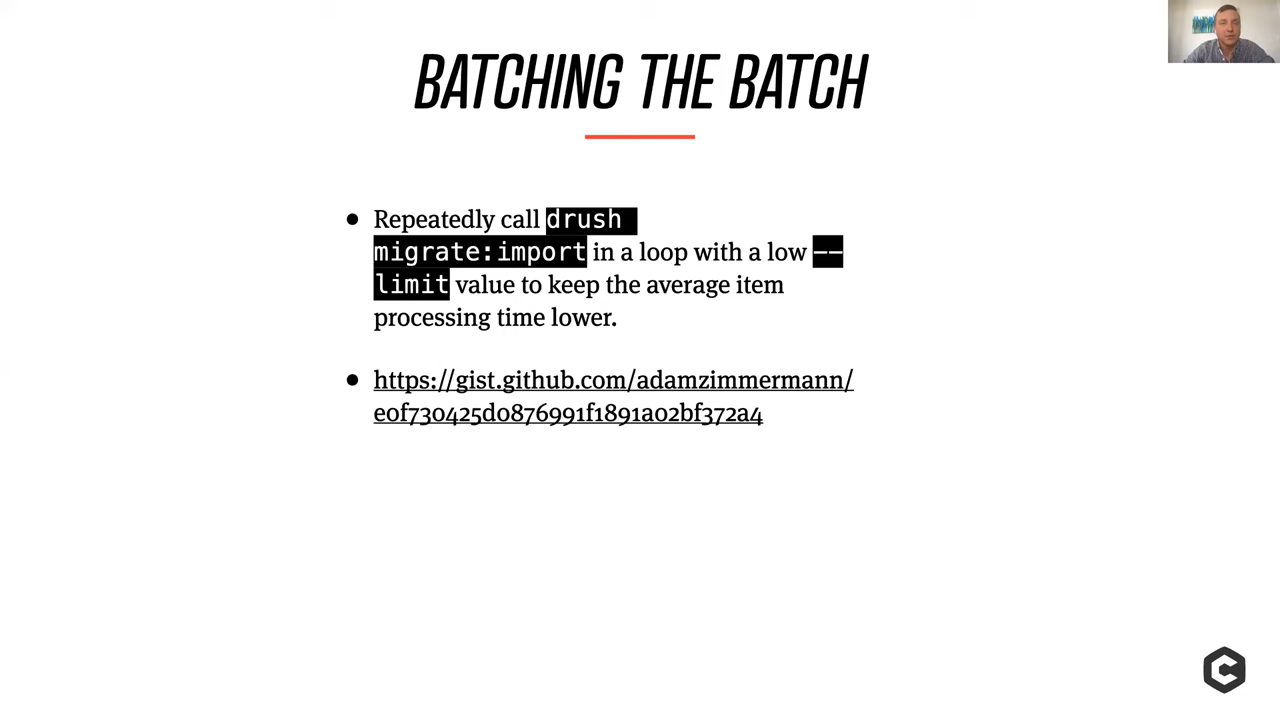 BATCHING THE BATCH
• Repeatedly call drush
migrate:import in a loop with a low --
limit value to keep the average item
processing time lower.
• https://gist.github.com/adamzimmermann/
e0f730425d0876991f1891a02bf372a4